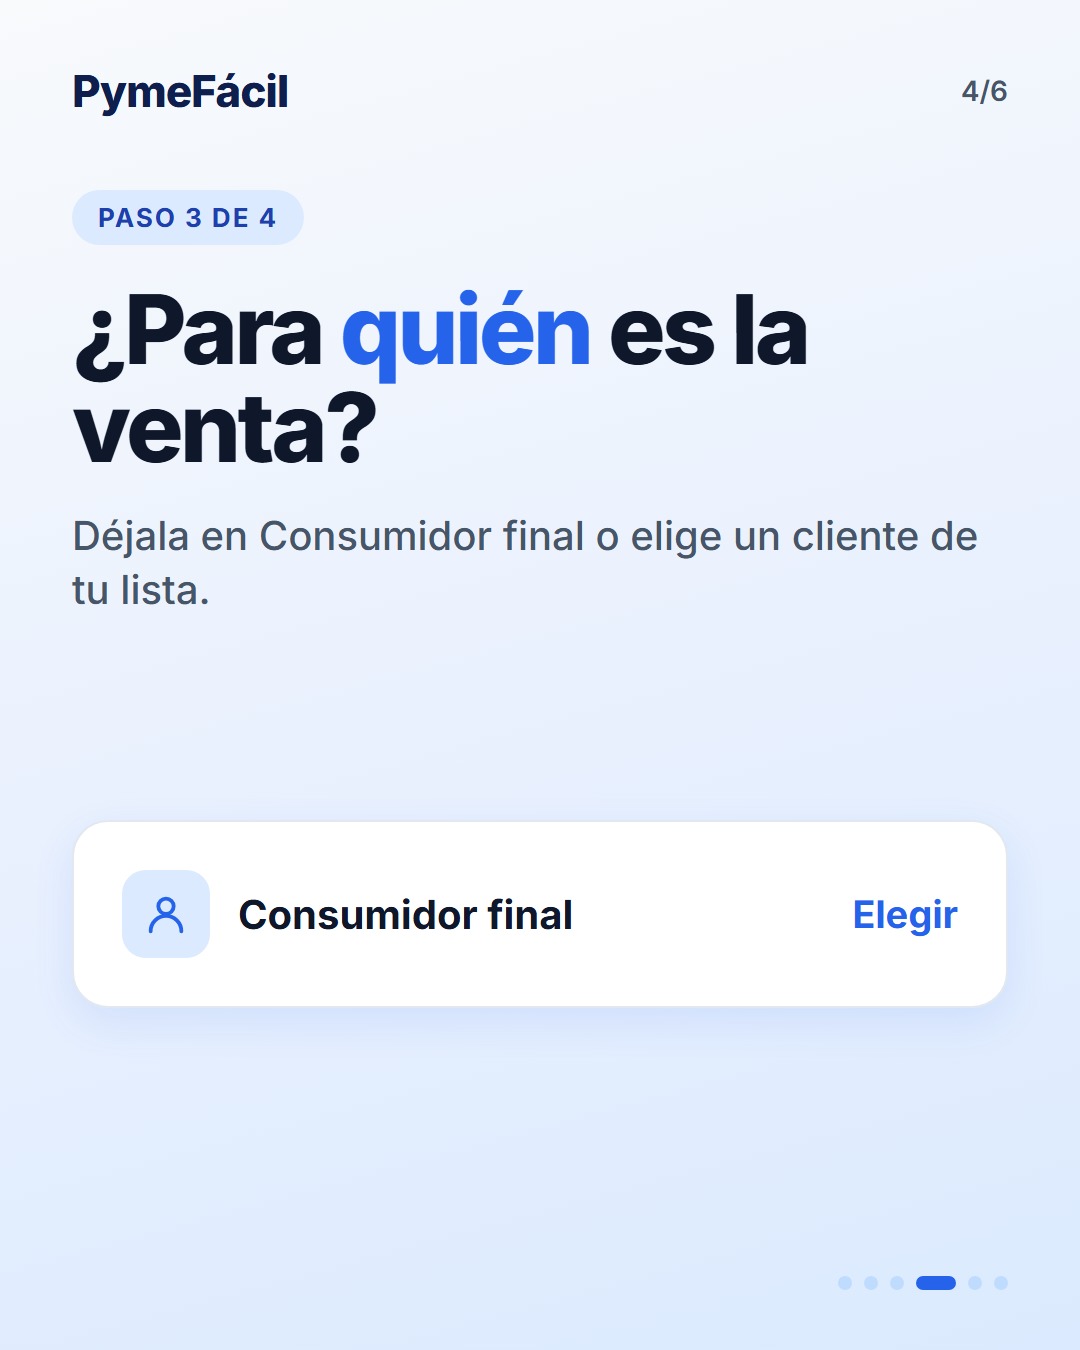 PymeFácil
4/6
PASO 3 DE 4
¿Para quién es la
venta?
Déjala en Consumidor final o elige un cliente de
tu lista.
Consumidor final
Elegir